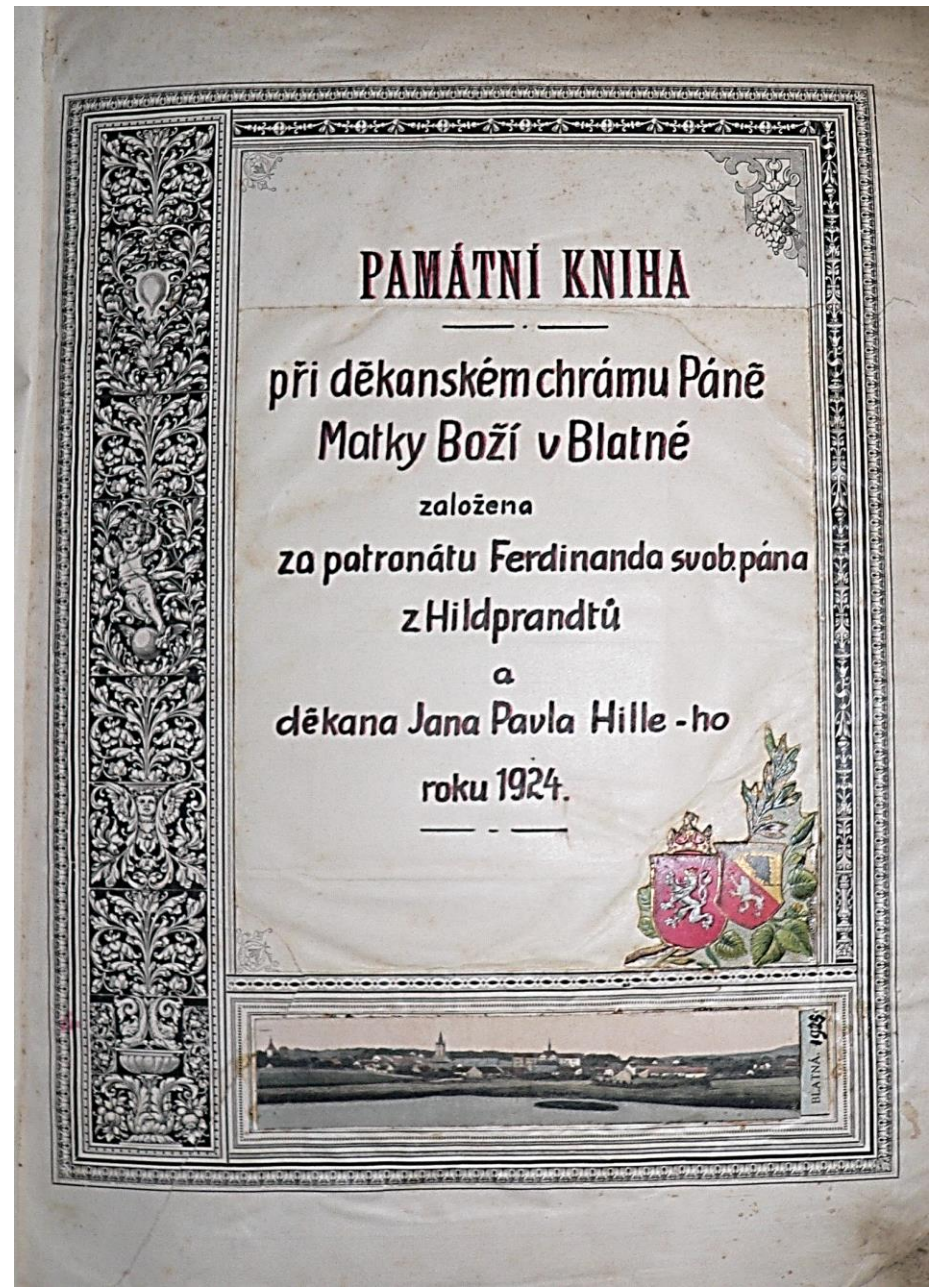 PAMÁTNÍ KNIHA
při děkanském chrámu Páně
Matky Boží v Blatné
založena
za patronátu Ferdinanda svob. pána
z Hildprandtů
a
děkana Jana Pavla Hille-ho
roku 1924.
BLATNÁ. 1925